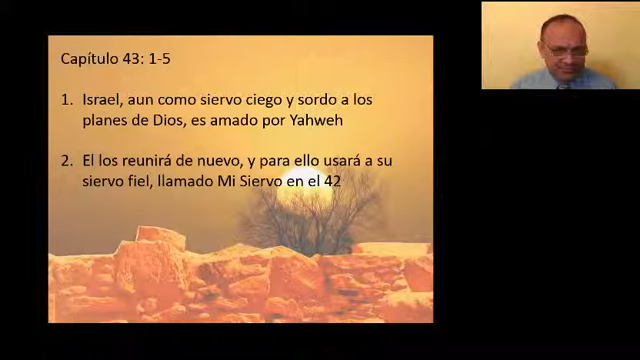 Capítulo 43: 1-5
1. Israel, aun como siervo ciego y sordo a los
planes de Dios, es amado por Yahweh
2. El los reunirá de nuevo, y para ello usará a su
siervo fiel, llamado Mi Siervo en el 42